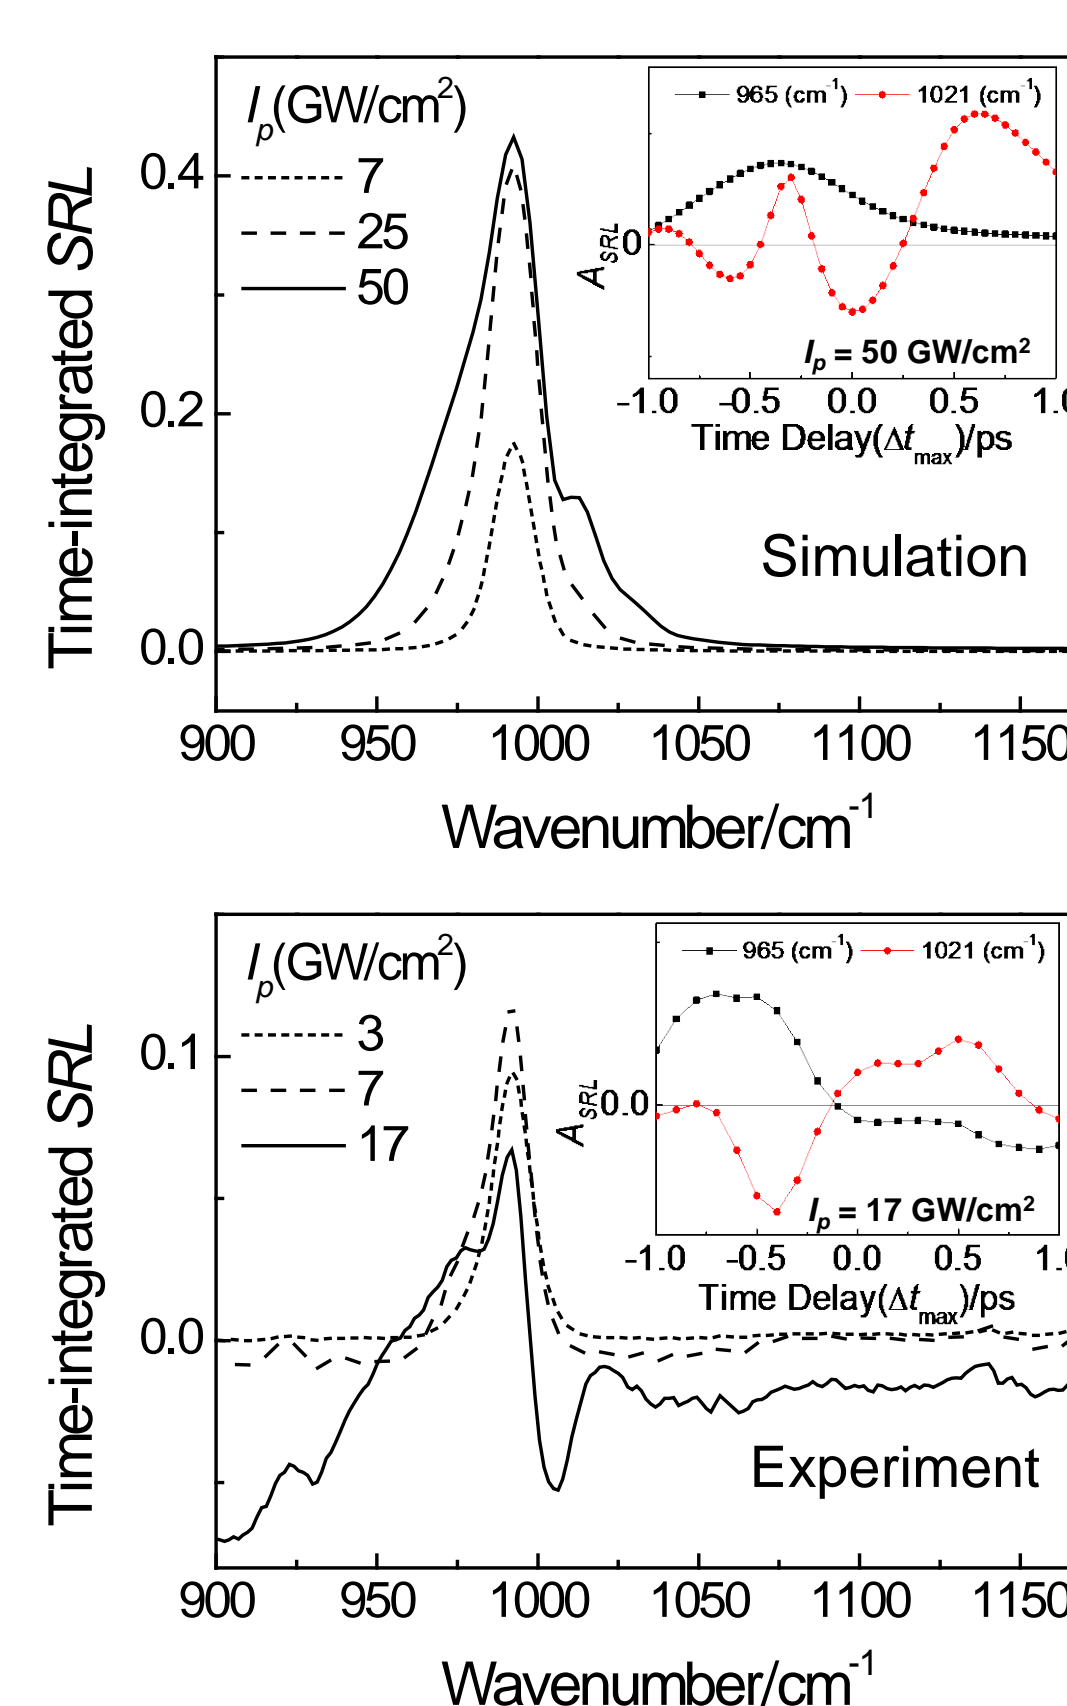 I_p(GW/cm²)
7
25
50
965 (cm⁻¹) 1021 (cm⁻¹)
A_SRL
0
I_p = 50 GW/cm²
-1.0 -0.5 0.0 0.5 1.0
Time Delay(Δt_max)/ps
Time-integrated SRL
0.4
0.2
0.0
Simulation
900 950 1000 1050 1100 1150
Wavenumber/cm⁻¹
I_p(GW/cm²)
3
7
17
965 (cm⁻¹) 1021 (cm⁻¹)
A_SRL
0.0
I_p = 17 GW/cm²
-1.0 -0.5 0.0 0.5 1.
Time Delay(Δt_max)/ps
Time-integrated SRL
0.1
0.0
Experiment
900 950 1000 1050 1100 1150
Wavenumber/cm⁻¹